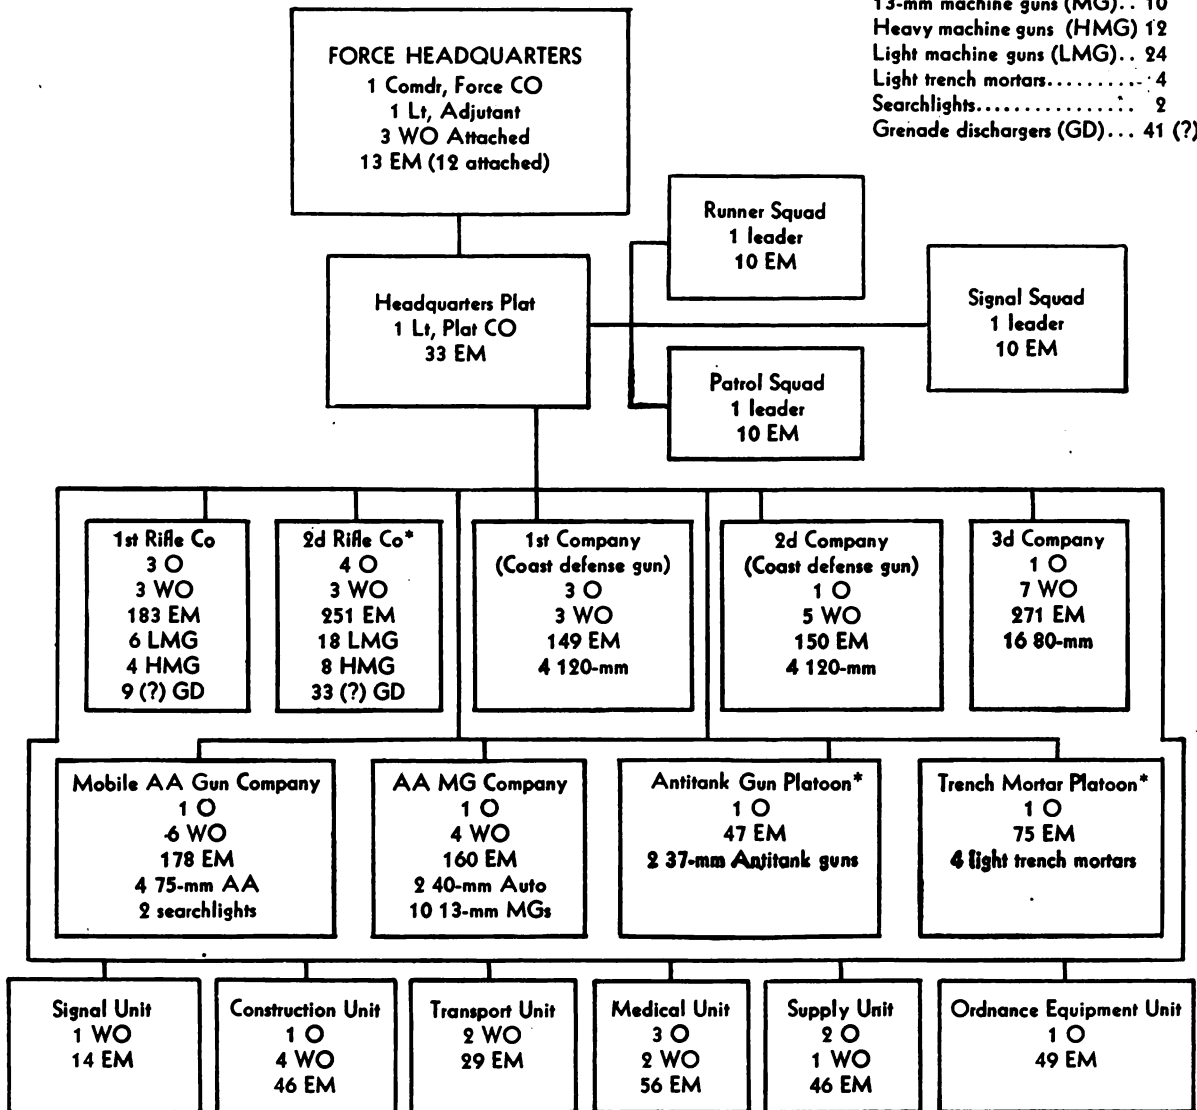 13-mm machine guns (MG).. 10
Heavy machine guns (HMG) 12
Light machine guns (LMG).. 24
Light trench mortars......... 4
Searchlights............... 2
Grenade dischargers (GD)... 41 (?)
FORCE HEADQUARTERS
1 Comdr, Force CO
1 Lt, Adjutant
3 WO Attached
13 EM (12 attached)
Runner Squad
1 leader
10 EM
Headquarters Plat
1 Lt, Plat CO
33 EM
Signal Squad
1 leader
10 EM
Patrol Squad
1 leader
10 EM
1st Rifle Co
3 O
3 WO
183 EM
6 LMG
4 HMG
9 (?) GD
2d Rifle Co*
4 O
3 WO
251 EM
18 LMG
8 HMG
33 (?) GD
1st Company
(Coast defense gun)
3 O
3 WO
149 EM
4 120-mm
2d Company
(Coast defense gun)
1 O
5 WO
150 EM
4 120-mm
3d Company
1 O
7 WO
271 EM
16 80-mm
Mobile AA Gun Company
1 O
6 WO
178 EM
4 75-mm AA
2 searchlights
AA MG Company
1 O
4 WO
160 EM
2 40-mm Auto
10 13-mm MGs
Antitank Gun Platoon*
1 O
47 EM
2 37-mm Antitank guns
Trench Mortar Platoon*
1 O
75 EM
4 light trench mortars
Signal Unit
1 WO
14 EM
Construction Unit
1 O
4 WO
46 EM
Transport Unit
2 WO
29 EM
Medical Unit
3 O
2 WO
56 EM
Supply Unit
2 O
1 WO
46 EM
Ordnance Equipment Unit
1 O
49 EM